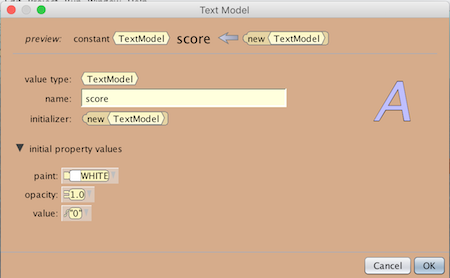 Text Model
preview: constant TextModel score new TextModel
value type: TextModel
name: score
initializer: new TextModel
initial property values
paint: WHITE
opacity: 1.0
value: "0"
Cancel OK